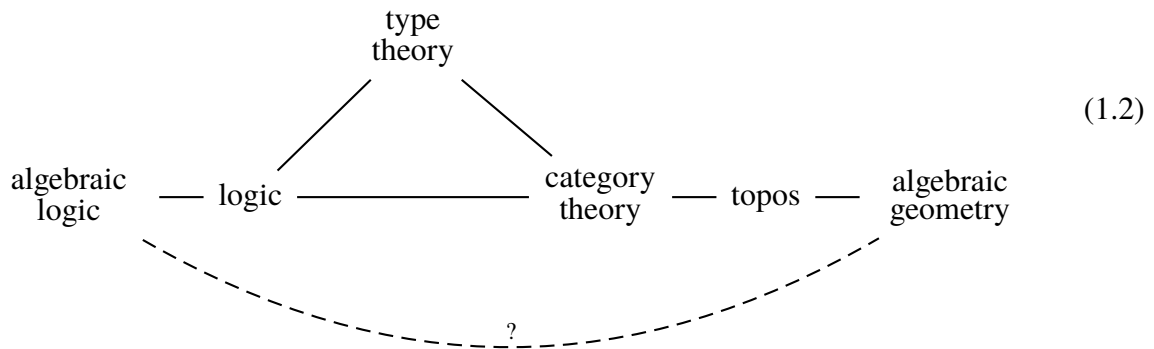 type
theory
(1.2)
algebraic
logic
logic
category
theory
topos
algebraic
geometry
?